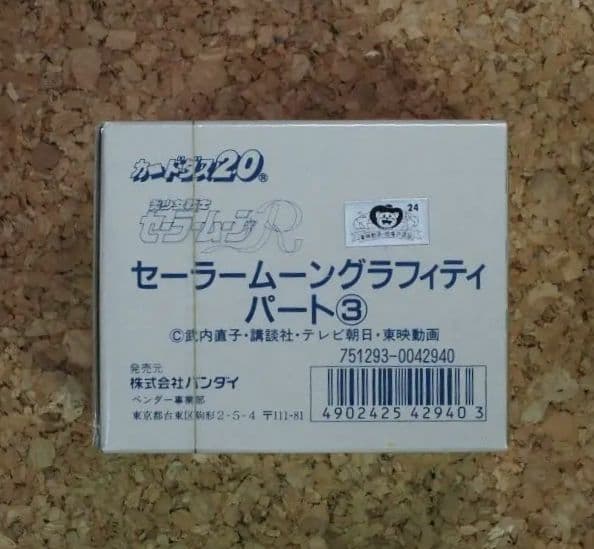 カードダス20®
美少女戦士
セーラームーンR
24
セーラームーングラフィティ
パート③
©武内直子・講談社・テレビ朝日・東映動画
751293-0042940
発売元
株式会社バンダイ
ベンダー事業部
東京都台東区駒形2-5-4 〒111-81
4902425 429403